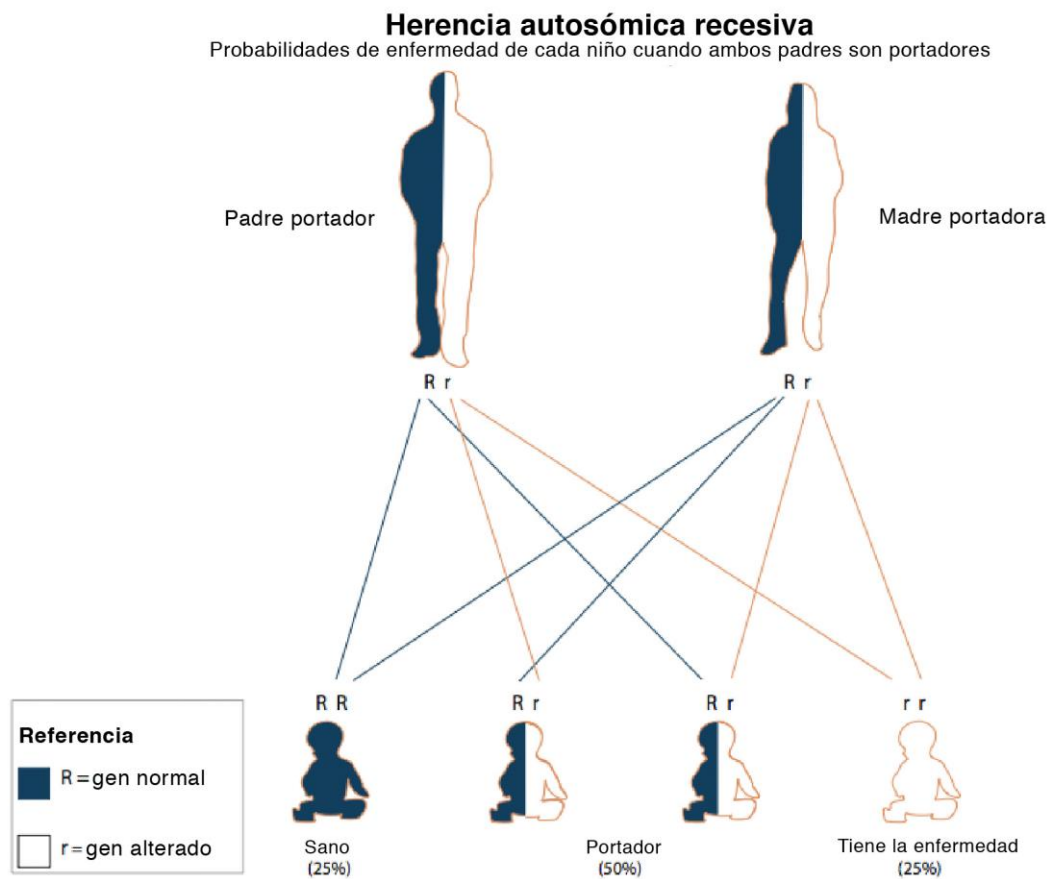 Herencia autosómica recesiva
Probabilidades de enfermedad de cada niño cuando ambos padres son portadores
Padre portador
Madre portadora
R r
R r
R R
R r
R r
r r
Referencia
R=gen normal
r=gen alterado
Sano
(25%)
Portador
(50%)
Tiene la enfermedad
(25%)